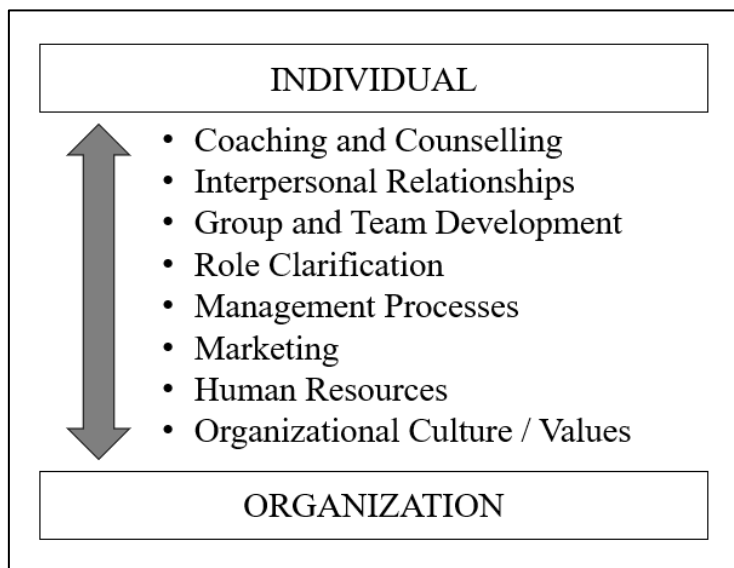 INDIVIDUAL
• Coaching and Counselling
• Interpersonal Relationships
• Group and Team Development
• Role Clarification
• Management Processes
• Marketing
• Human Resources
• Organizational Culture / Values
ORGANIZATION